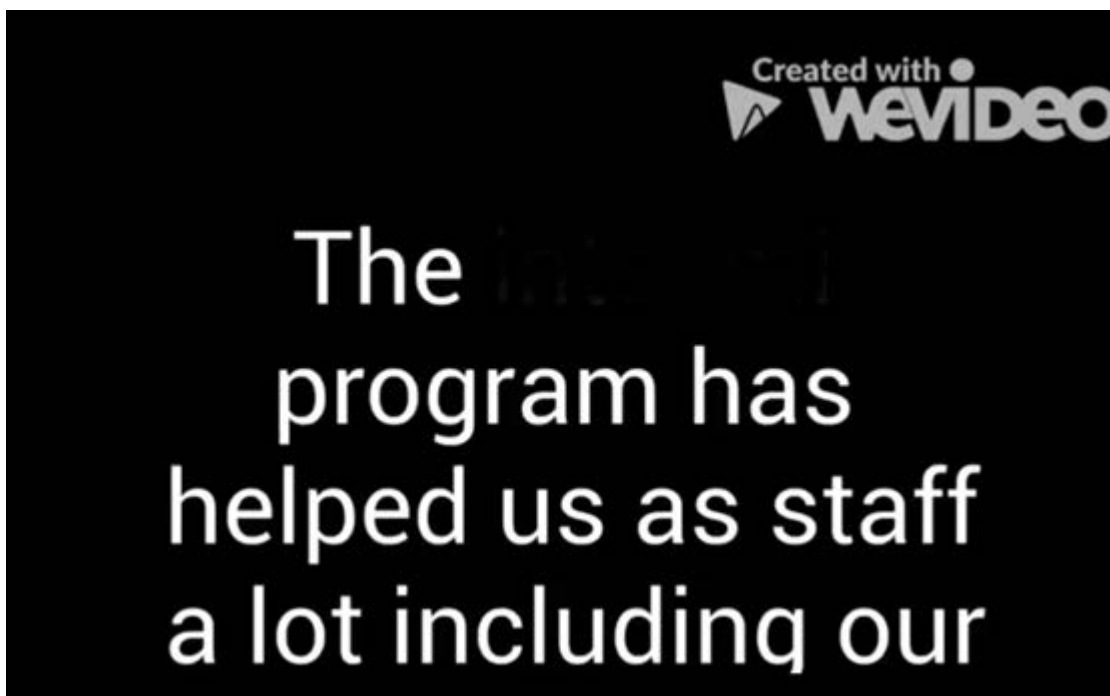 Created with
WEVIDEO
The
program has
helped us as staff
a lot including our